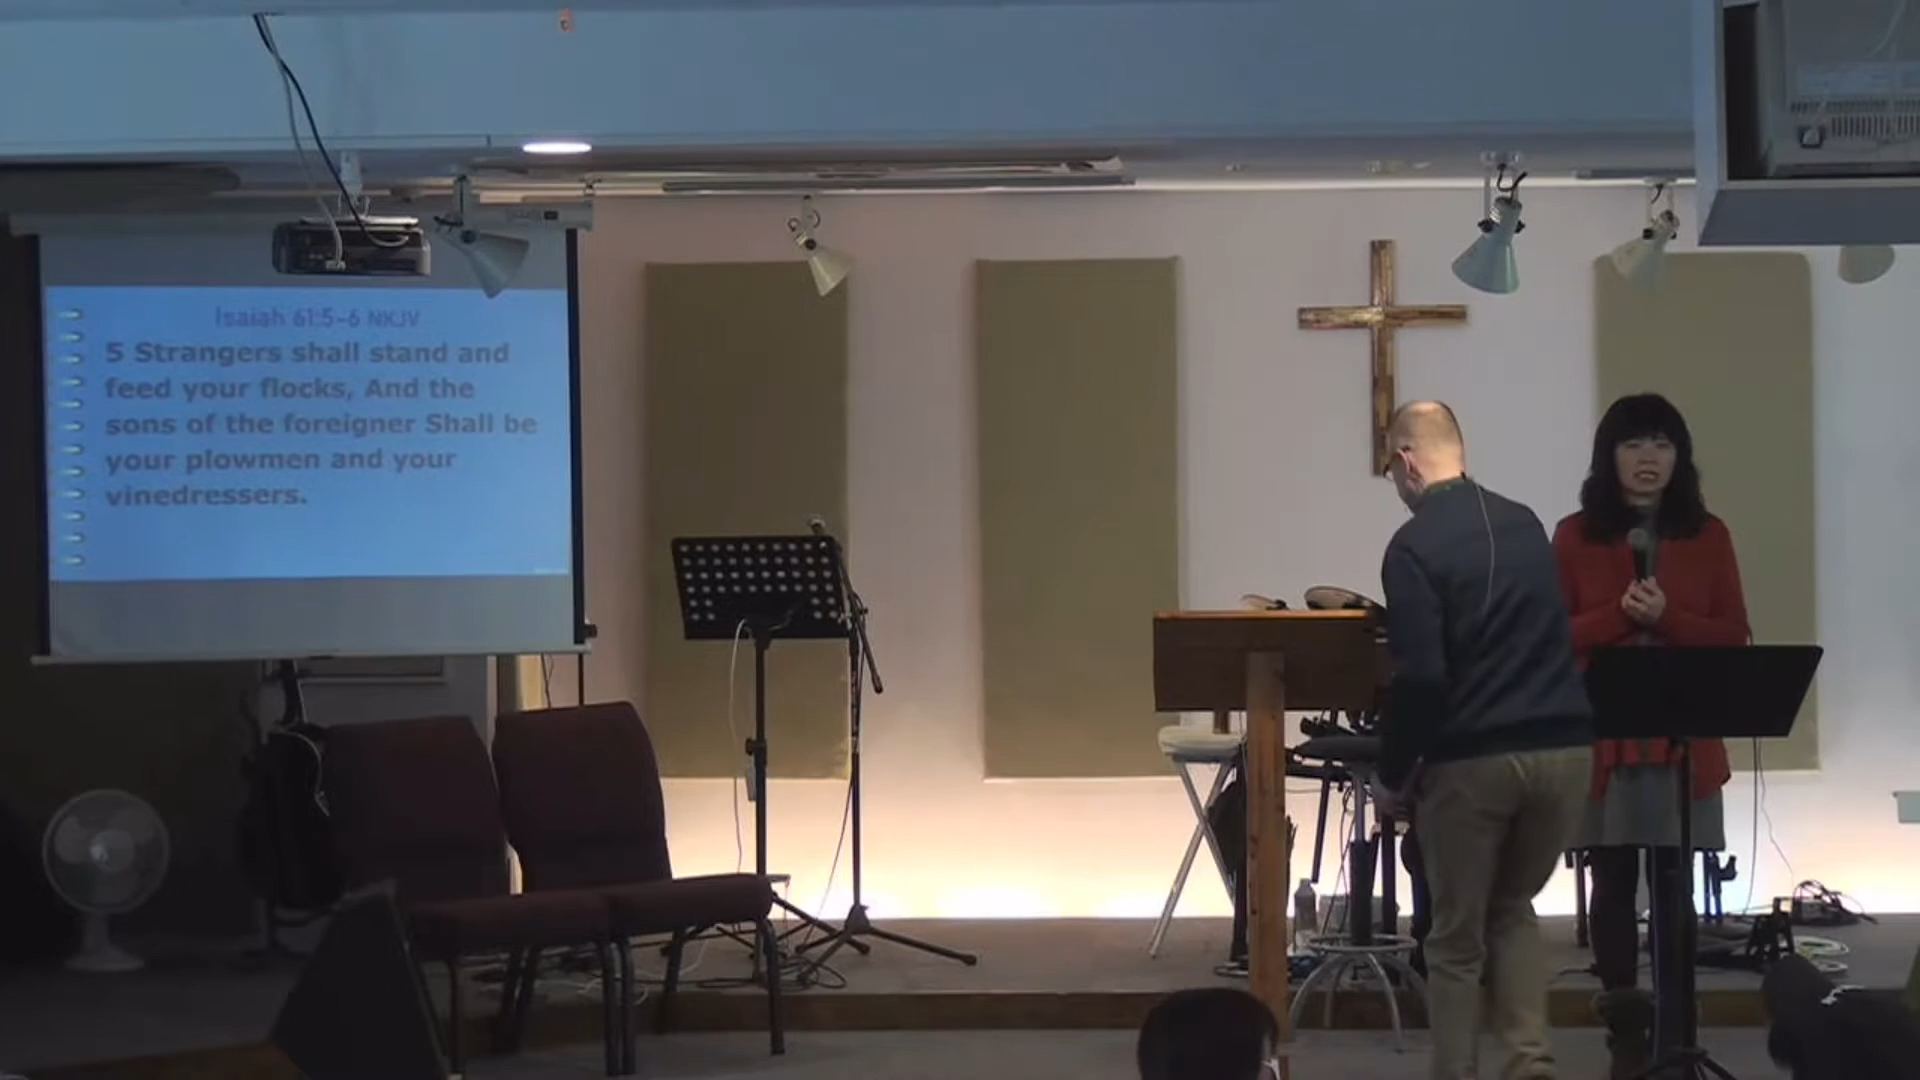 Isaiah 61:5-6 NKJV
5 Strangers shall stand and
feed your flocks, And the
sons of the foreigner Shall be
your plowmen and your
vinedressers.